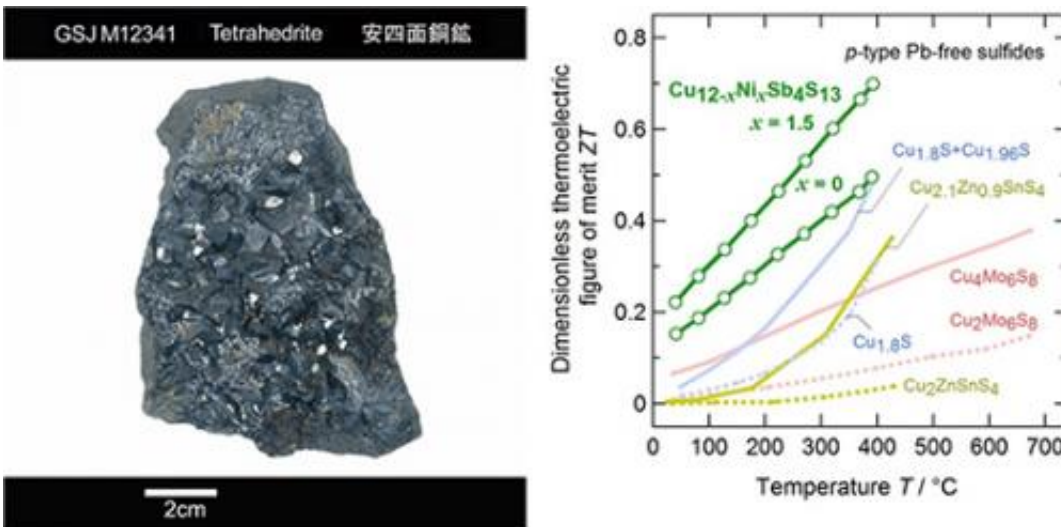 GSJ M12341 Tetrahedrite 安四面銅鉱
2cm
Dimensionless thermoelectric
figure of merit ZT
0.8
0.6
0.4
0.2
0
p-type Pb-free sulfides
Cu12-xNixSb4S13
x = 1.5
x = 0
Cu1.8S+Cu1.96S
Cu2.1Zn0.9SnS4
Cu4Mo6S8
Cu2Mo6S8
Cu1.8S
Cu2ZnSnS4
0 100 200 300 400 500 600 700
Temperature T / °C